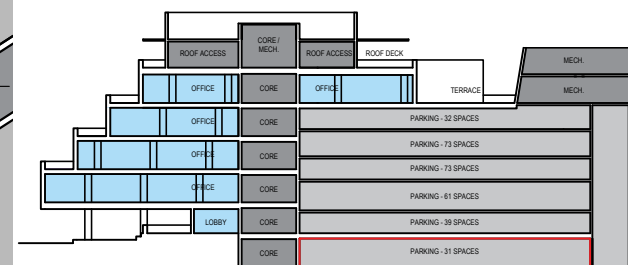 CORE /
MECH.
ROOF ACCESS
ROOF ACCESS
ROOF DECK
MECH.
OFFICE
CORE
OFFICE
TERRACE
MECH.
OFFICE
CORE
PARKING - 32 SPACES
PARKING - 73 SPACES
OFFICE
CORE
PARKING - 73 SPACES
OFFICE
CORE
PARKING - 61 SPACES
LOBBY
CORE
PARKING - 39 SPACES
CORE
PARKING - 31 SPACES